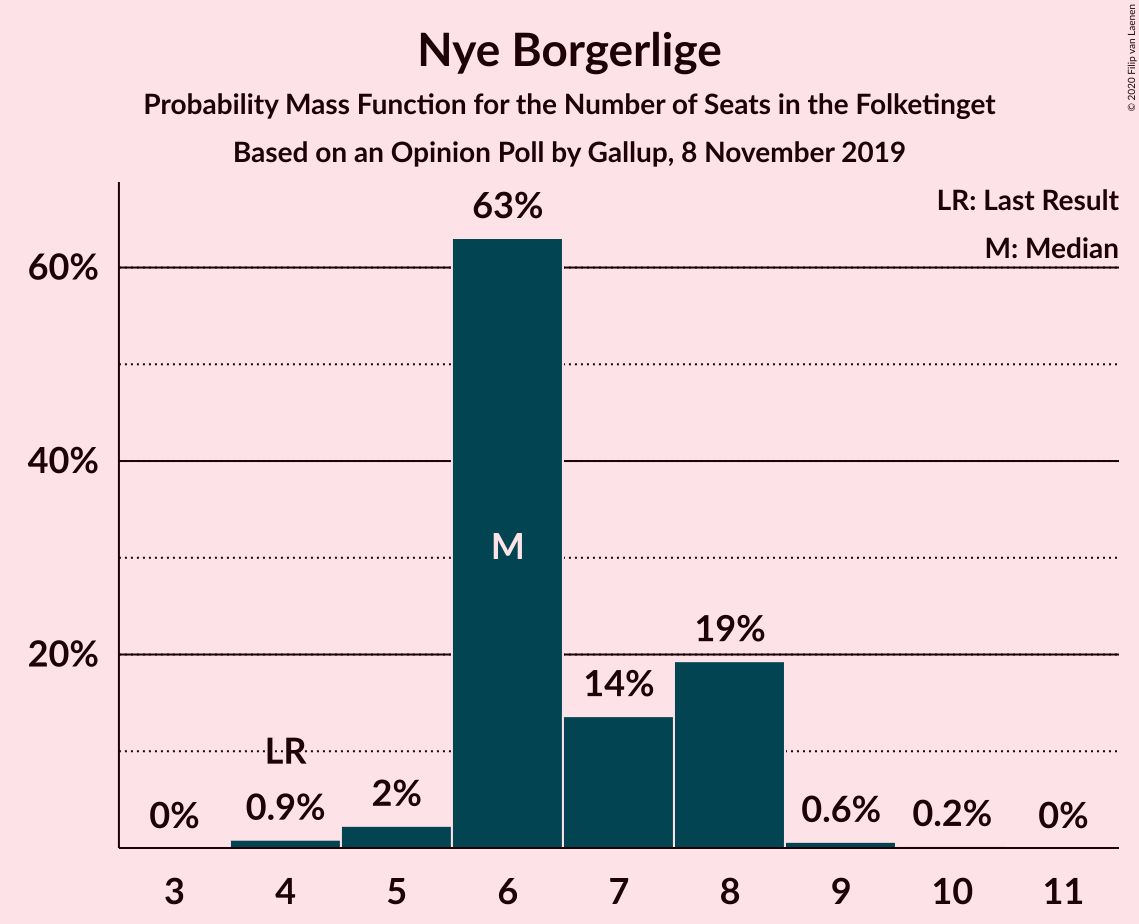 Nye Borgerlige
Probability Mass Function for the Number of Seats in the Folketinget
Based on an Opinion Poll by Gallup, 8 November 2019
© 2020 Filip van Laenen
LR: Last Result
M: Median
63%
60%
40%
M
20%
19%
14%
LR
0%
0.9%
2%
0.6%
0.2%
0%
3
4
5
6
7
8
9
10
11